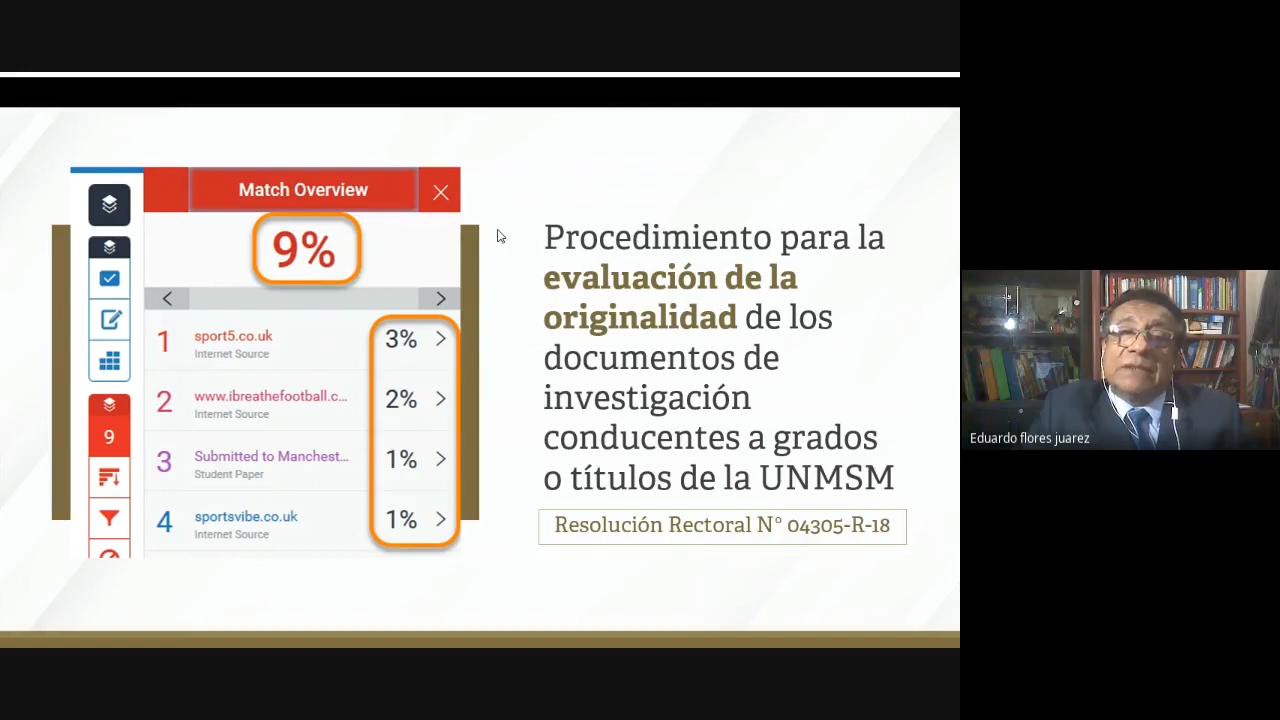 Match Overview
9%
1 sport5.co.uk 3%
Internet Source
2 www.ibreathefootball.c... 2%
Internet Source
3 Submitted to Manchest... 1%
Student Paper
4 sportsvibe.co.uk 1%
Internet Source
9
Procedimiento para la
evaluación de la
originalidad de los
documentos de
investigación
conducentes a grados
o títulos de la UNMSM
Resolución Rectoral N° 04305-R-18
Eduardo flores juarez